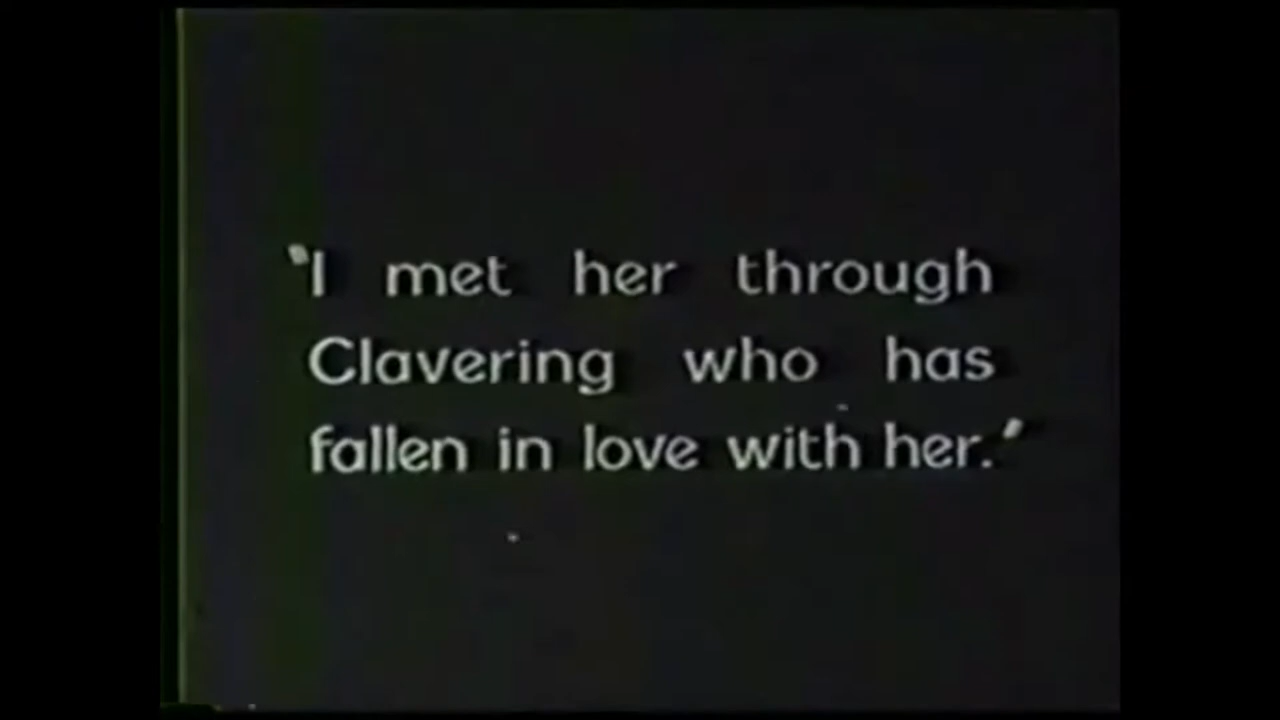 'I met her through
Clavering who has
fallen in love with her.'